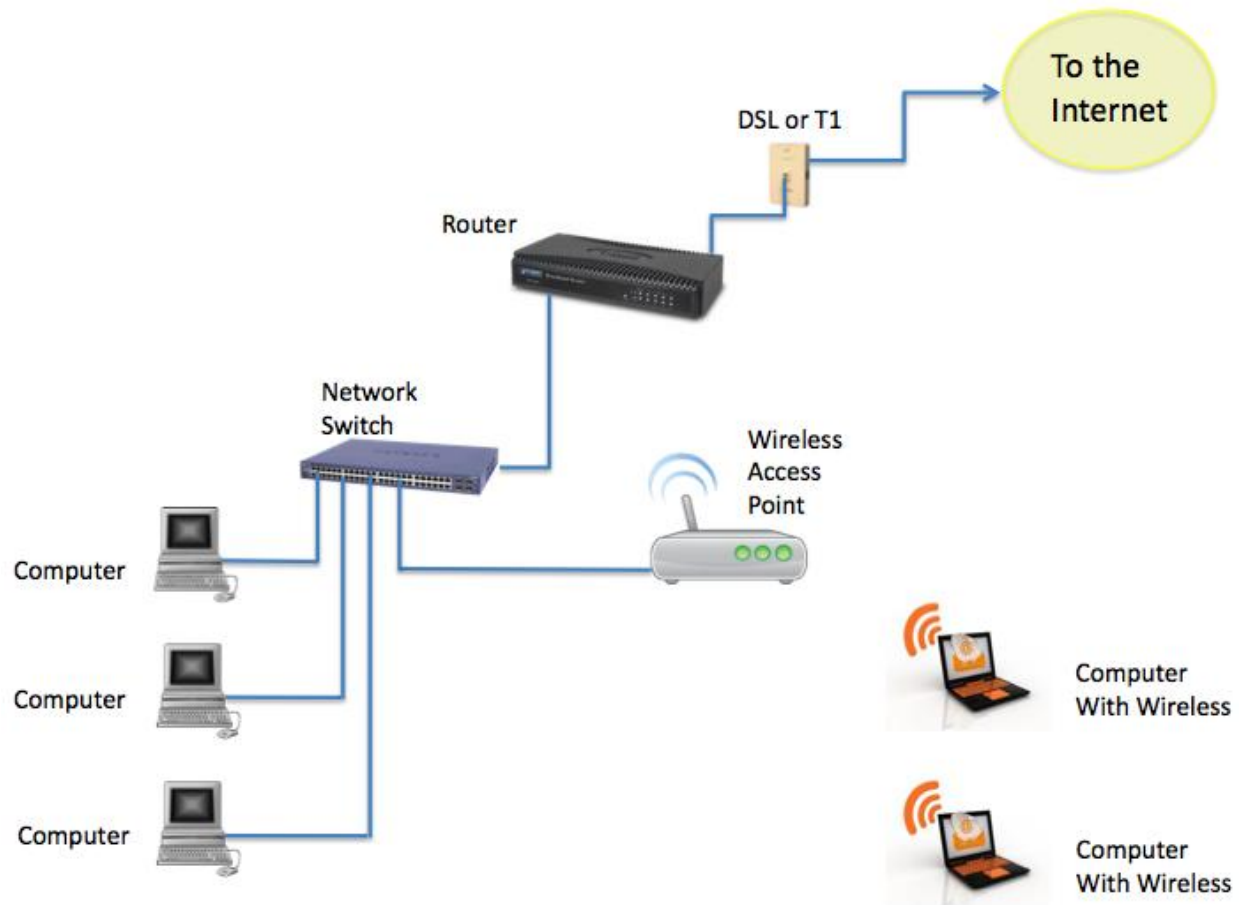 To the
Internet
DSL or T1
Router
Network
Switch
Wireless
Access
Point
Computer
Computer
Computer
With Wireless
Computer
Computer
With Wireless